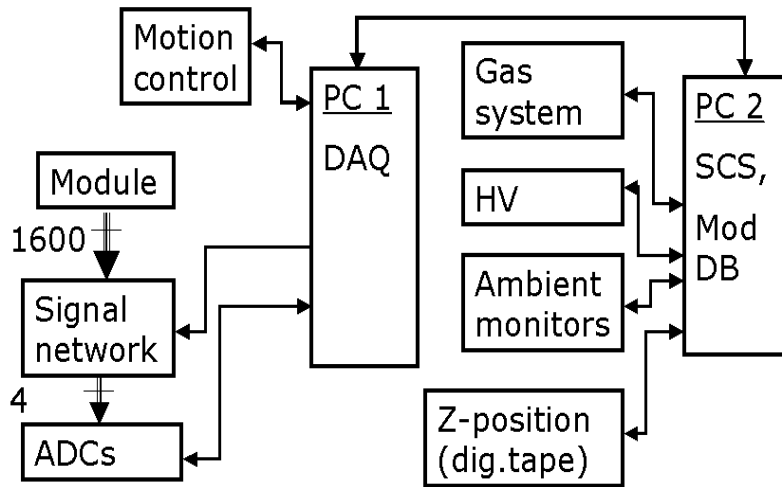 Motion
control
PC 1
DAQ
Gas
system
PC 2
SCS,
Mod
DB
Module
1600
HV
Signal
network
Ambient
monitors
4
ADCs
Z-position
(dig.tape)